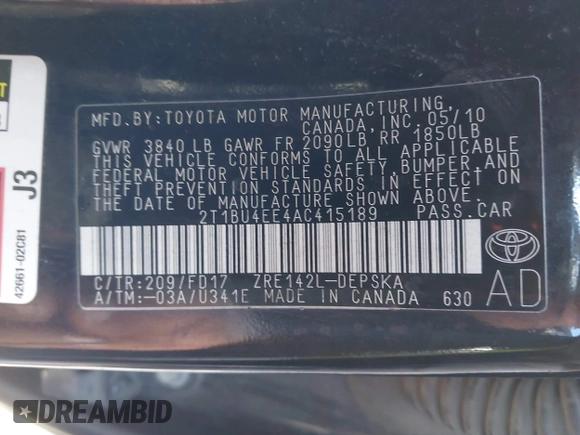 MFD.BY:TOYOTA MOTOR MANUFACTURING,
CANADA, INC. 05/10
GVWR 3840 LB GAWR FR 2090LB RR 1850LB
THIS VEHICLE CONFORMS TO ALL APPLICABLE
FEDERAL MOTOR VEHICLE SAFETY, BUMPER, AND
THEFT PREVENTION STANDARDS IN EFFECT ON
THE DATE OF MANUFACTURE SHOWN ABOVE.
2T1BU4EE4AC415189 PASS.CAR
C/TR:209/FD17 ZRE142L-DEPSKA
A/TM:-03A/U341E MADE IN CANADA 630
AD
J3
42661-02C81
DREAMBID